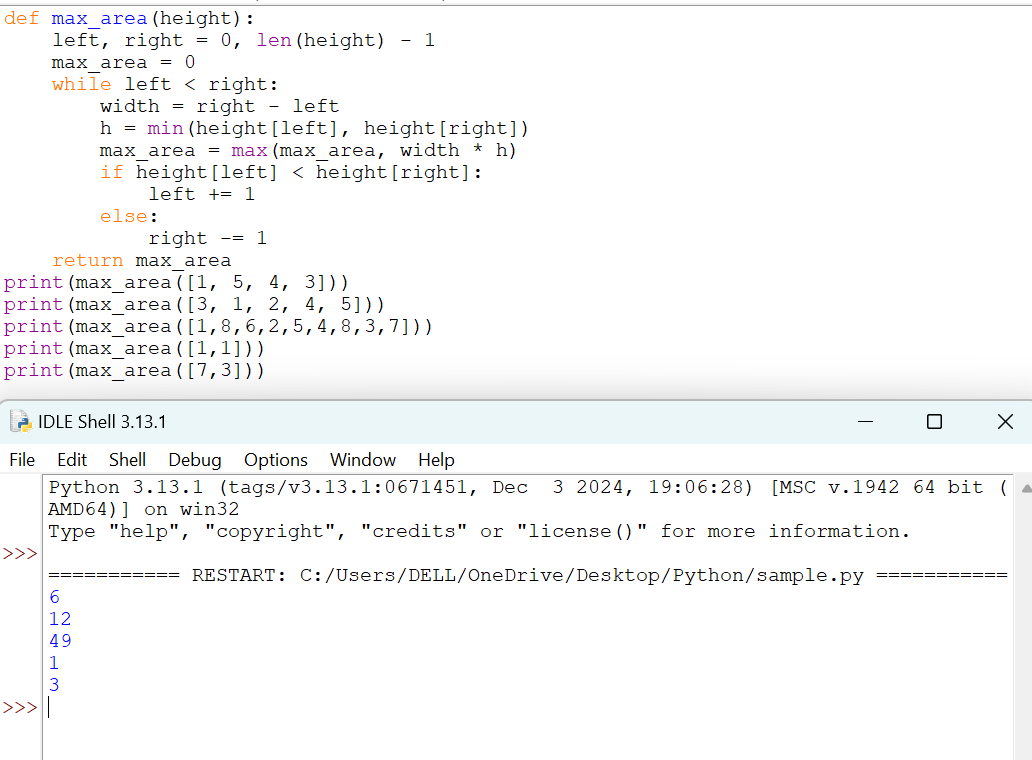 def max_area(height):
    left, right = 0, len(height) - 1
    max_area = 0
    while left < right:
        width = right - left
        h = min(height[left], height[right])
        max_area = max(max_area, width * h)
        if height[left] < height[right]:
            left += 1
        else:
            right -= 1
    return max_area
print(max_area([1, 5, 4, 3]))
print(max_area([3, 1, 2, 4, 5]))
print(max_area([1,8,6,2,5,4,8,3,7]))
print(max_area([1,1]))
print(max_area([7,3]))
IDLE Shell 3.13.1
File Edit Shell Debug Options Window Help
Python 3.13.1 (tags/v3.13.1:0671451, Dec  3 2024, 19:06:28) [MSC v.1942 64 bit (
AMD64)] on win32
Type "help", "copyright", "credits" or "license()" for more information.
>>>
=========== RESTART: C:/Users/DELL/OneDrive/Desktop/Python/sample.py ===========
6
12
49
1
3
>>>